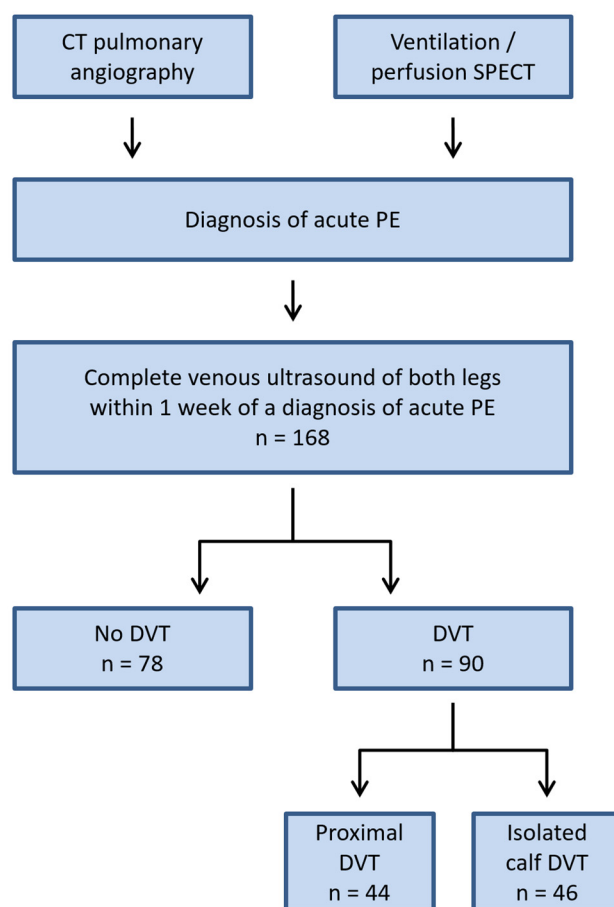 CT pulmonary
angiography
Ventilation /
perfusion SPECT
Diagnosis of acute PE
Complete venous ultrasound of both legs
within 1 week of a diagnosis of acute PE
n = 168
No DVT
n = 78
DVT
n = 90
Proximal
DVT
n = 44
Isolated
calf DVT
n = 46